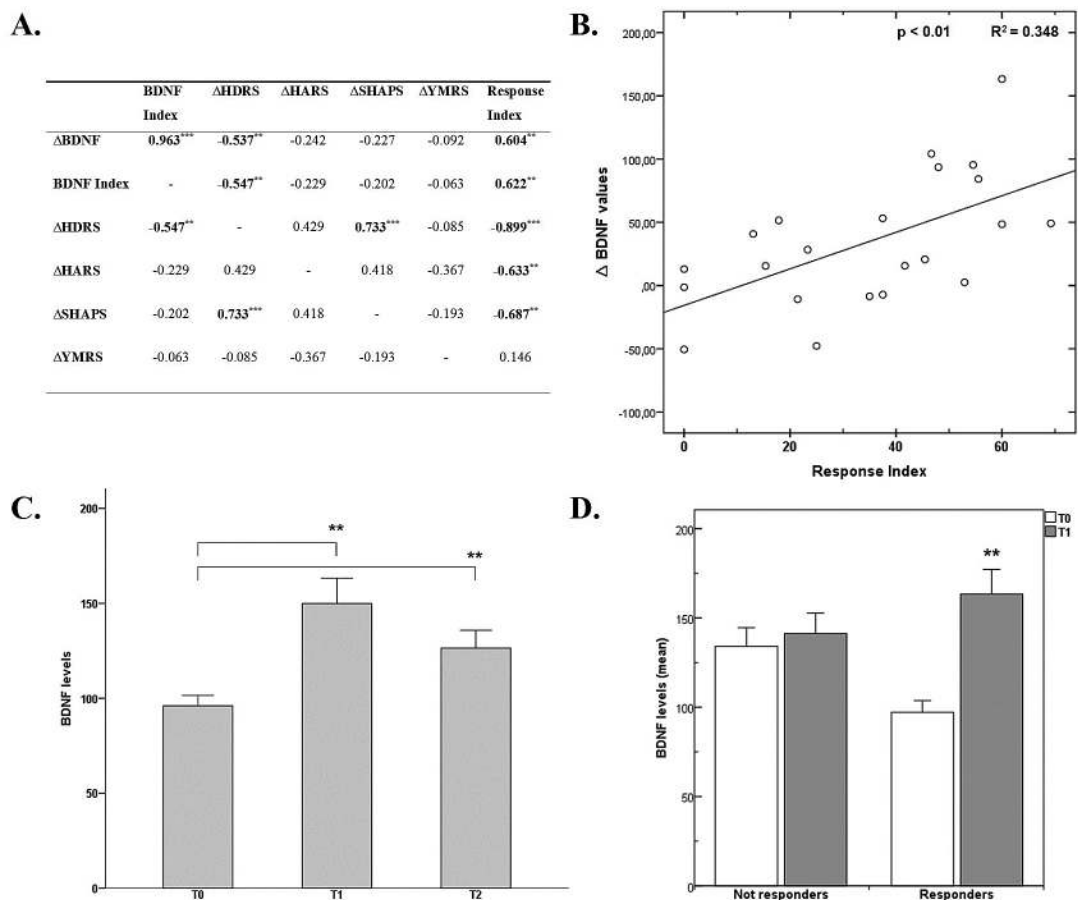 A.
BDNF ΔHDRS ΔHARS ΔSHAPS ΔYMRS Response
Index Index
ΔBDNF 0.963*** -0.537** -0.242 -0.227 -0.092 0.604**
BDNF Index - -0.547** -0.229 -0.202 -0.063 0.622**
ΔHDRS -0.547** - 0.429 0.733*** -0.085 -0.899***
ΔHARS -0.229 0.429 - 0.418 -0.367 -0.633**
ΔSHAPS -0.202 0.733*** 0.418 - -0.193 -0.687**
ΔYMRS -0.063 -0.085 -0.367 -0.193 - 0.146
B.
p < 0.01 R² = 0.348
200,00
150,00
100,00
50,00
,00
-50,00
-100,00
Δ BDNF values
0 20 40 60
Response Index
C.
200
150
100
50
0
BDNF levels
**
**
T0 T1 T2
D.
T0
T1
200
150
100
50
0
BDNF levels (mean)
**
Not responders Responders